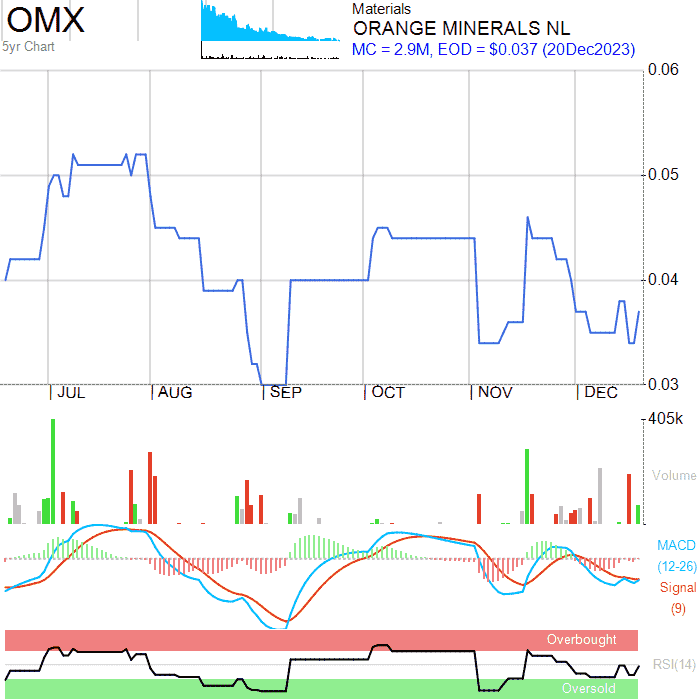 OMX
5yr Chart
Materials
ORANGE MINERALS NL
MC = 2.9M, EOD = $0.037 (20Dec2023)
0.06
0.05
0.04
0.03
JUL
AUG
SEP
OCT
NOV
DEC
405k
Volume
MACD
(12-26)
Signal
(9)
Overbought
RSI(14)
Oversold